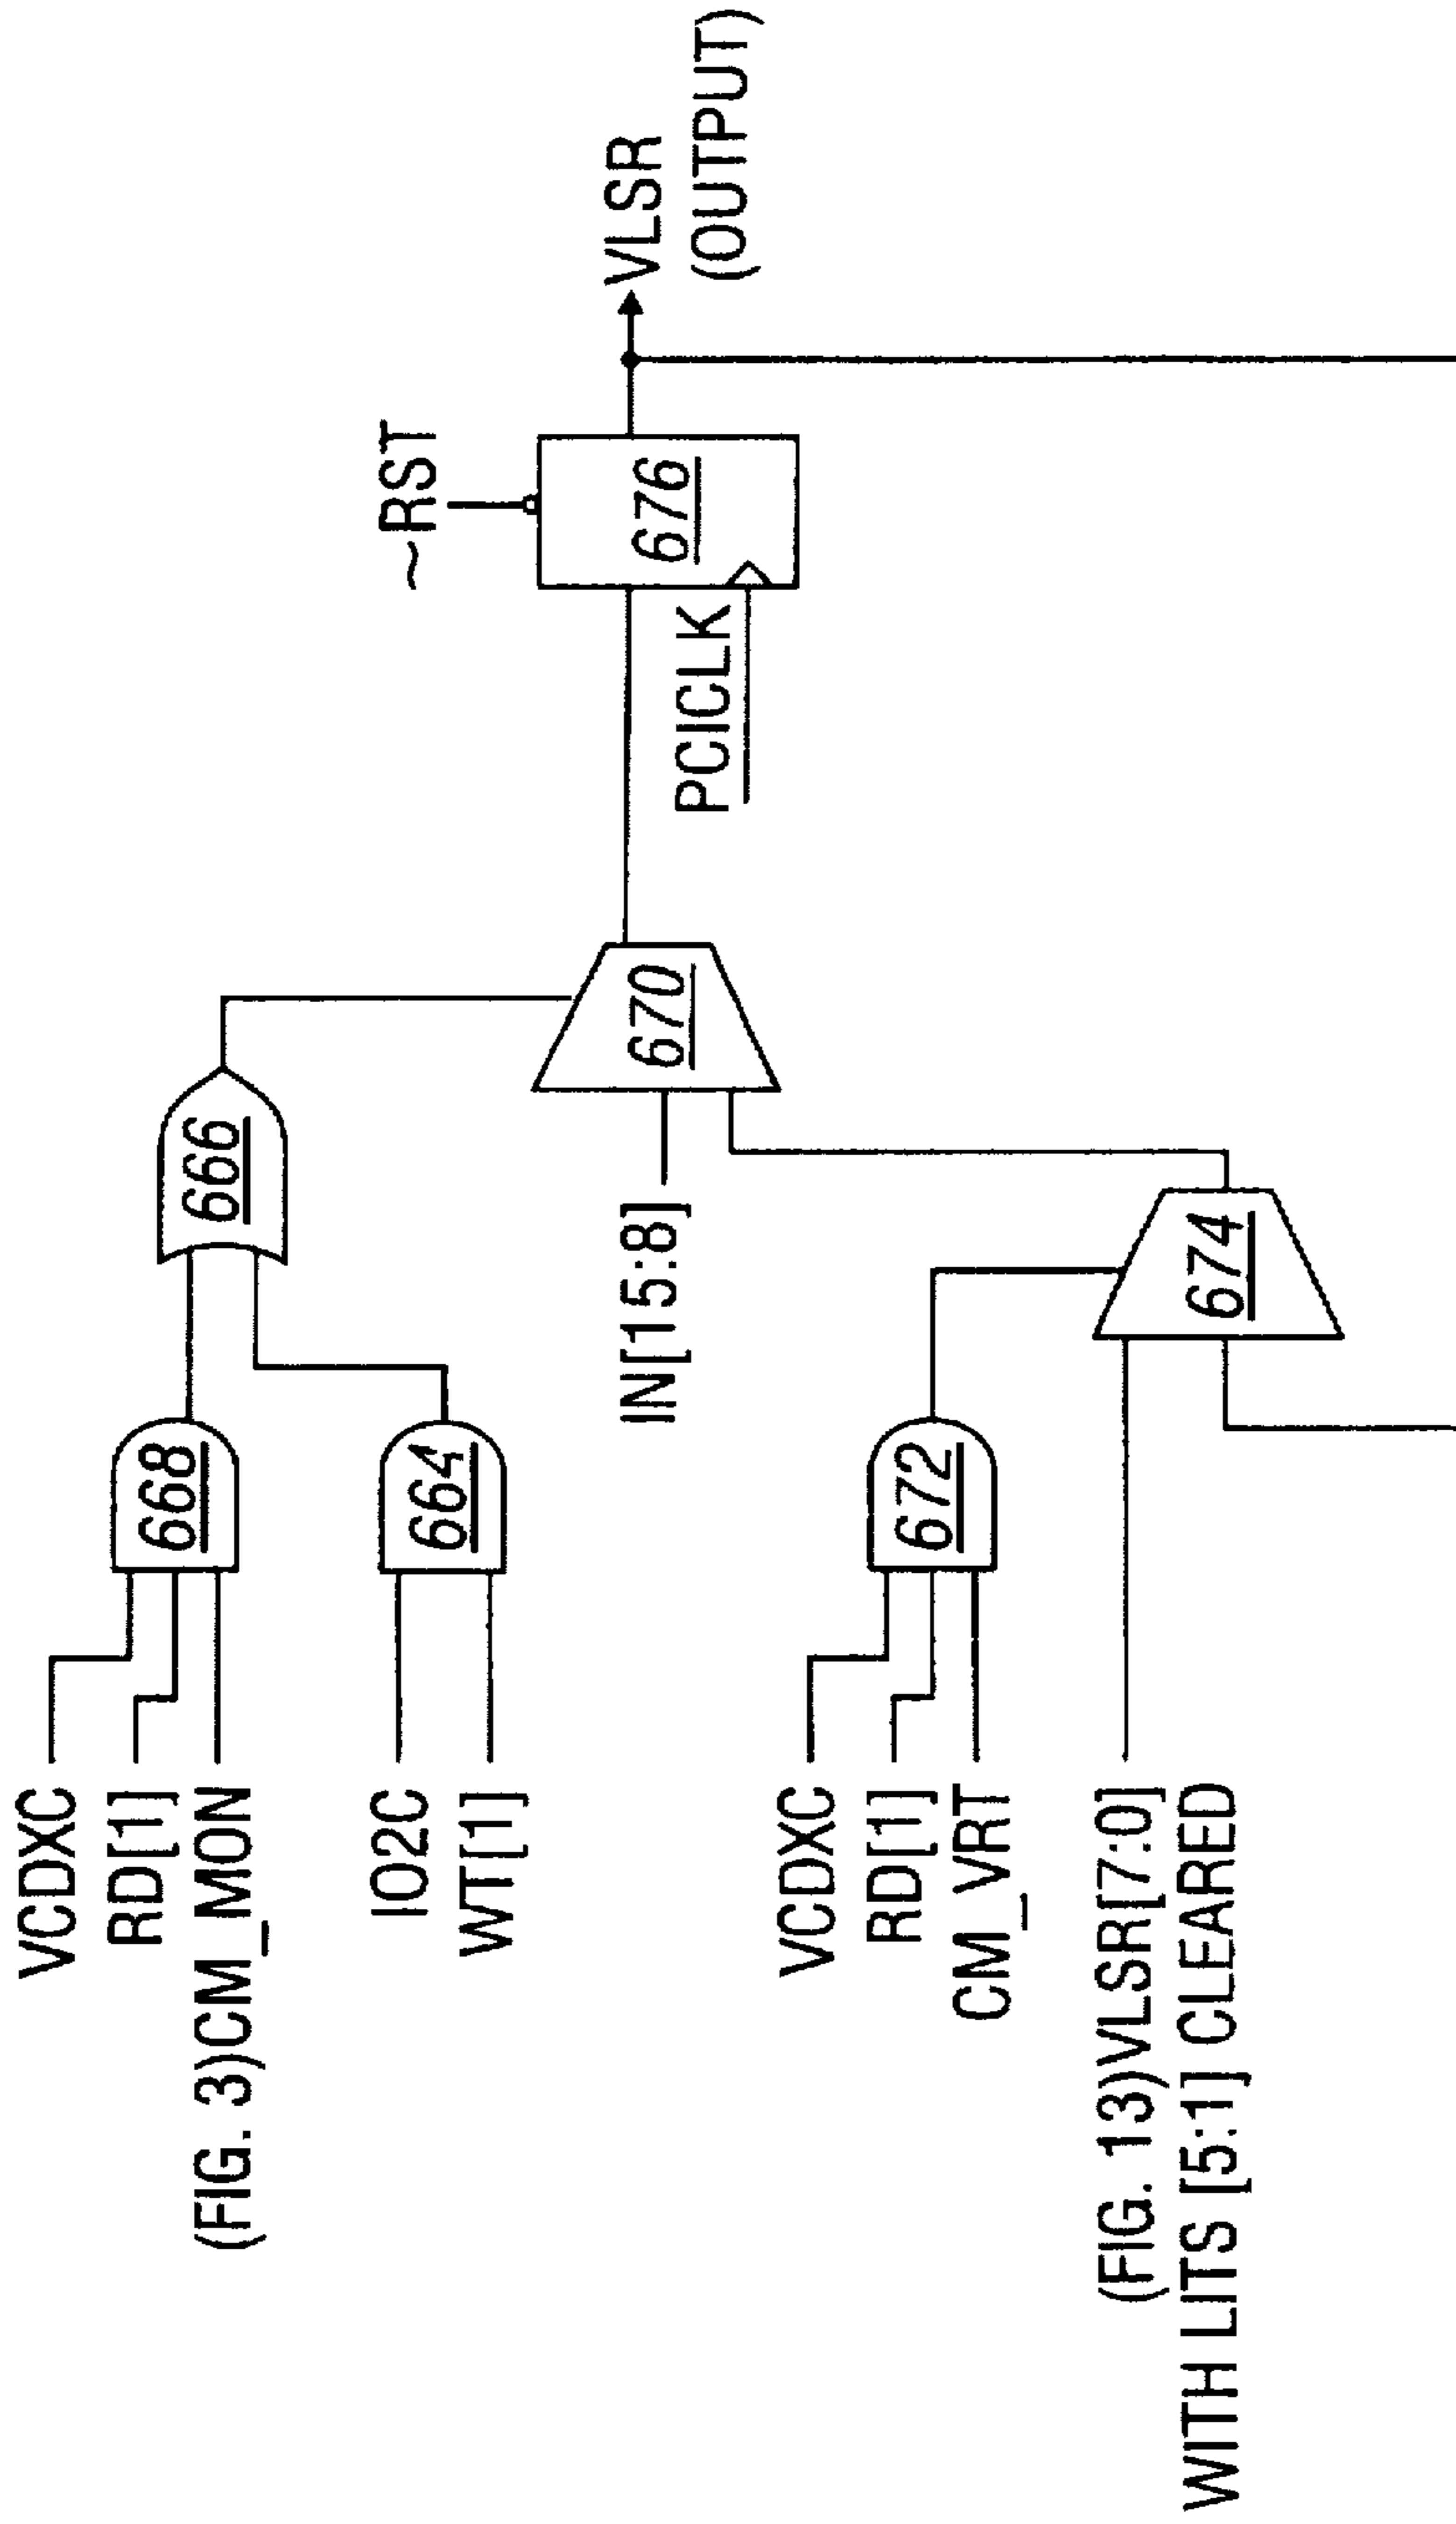 VCDXC
RD[1]
(FIG. 3)CM_MON
668
666
IO2C
WT[1]
664
~RST
VLSR
(OUTPUT)
676
PCICLK
670
IN[15:8]
VCDXC
RD[1]
CM_VRT
672
674
(FIG. 13)VLSR[7:0]
WITH LITS [5:1] CLEARED